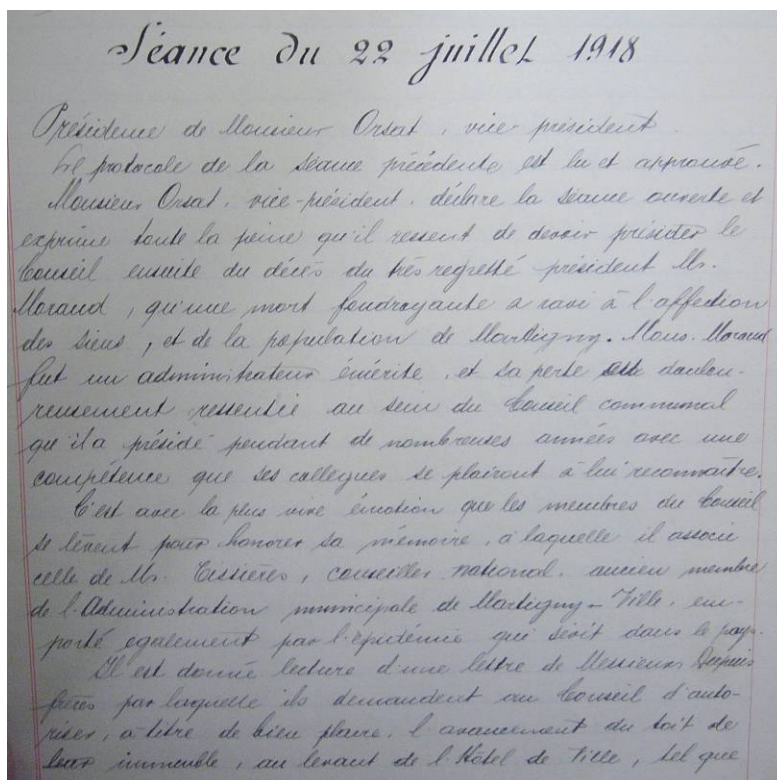 Séance du 22 juillet 1918
Présidence de Monsieur Orsat, vice-président.
Le protocole de la séance précédente est lu et approuvé.
Monsieur Orsat, vice-président, déclare la séance ouverte et
exprime toute la peine qu'il ressent de devoir présider le
Conseil ensuite du décès du très regretté président Mr.
Morand, qu'une mort foudroyante a ravi à l'affection
des siens, et de la population de Martigny. Mons. Morand
fut un administrateur émérite, et sa perte est doulou-
reusement ressentie au sein du Conseil communal
qu'il a présidé pendant de nombreuses années avec une
compétence que ses collègues se plairont à lui reconnaître.
C'est avec la plus vive émotion que les membres du Conseil
se lèvent pour honorer sa mémoire, à laquelle il associe
celle de Mr. Tissières, conseiller national, ancien membre
de l'Administration municipale de Martigny-Ville, em-
porté egalement par l'épidémie qui sévit dans le pays.
Il est donné lecture d'une lettre de Messieurs Dupuis
frères par laquelle ils demandent au Conseil d'auto-
riser, à titre de bien plaire, l'avancement du toit de
leur immeuble, au levant de l'Hôtel de Ville, tel que